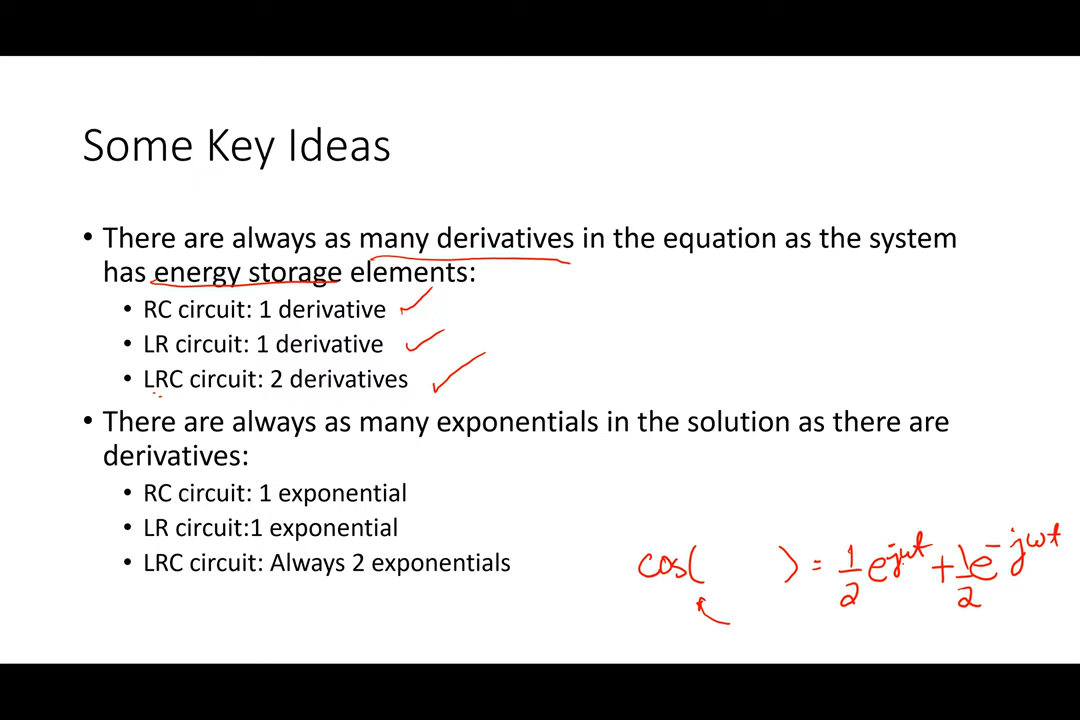 Some Key Ideas
• There are always as many derivatives in the equation as the system
has energy storage elements:
• RC circuit: 1 derivative
• LR circuit: 1 derivative
• LRC circuit: 2 derivatives
• There are always as many exponentials in the solution as there are
derivatives:
• RC circuit: 1 exponential
• LR circuit:1 exponential
• LRC circuit: Always 2 exponentials
cos( ) = 1/2 e^jωt + 1/2 e^-jωt